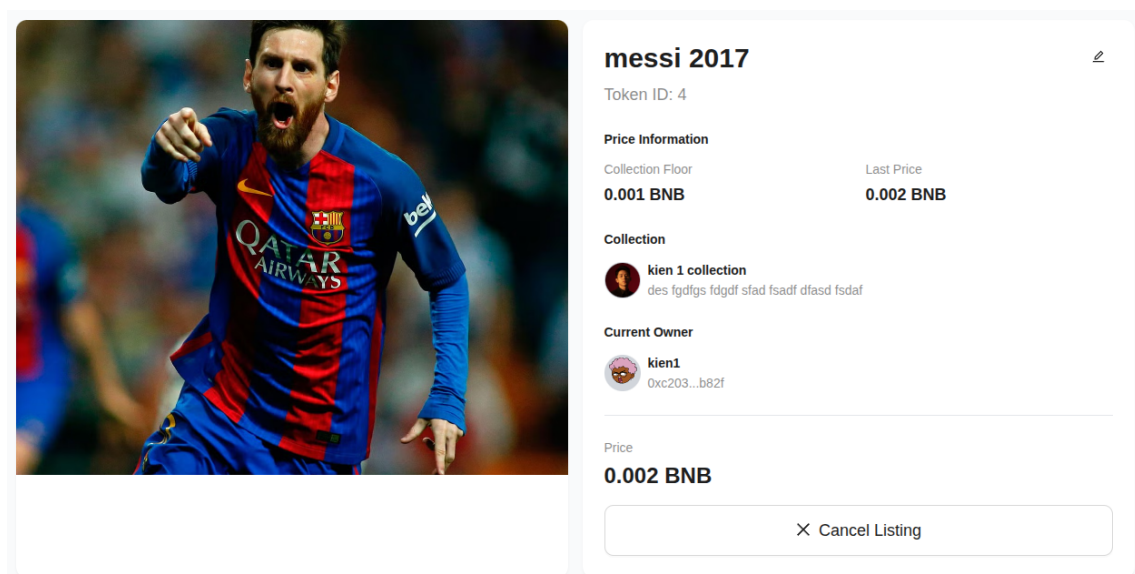 QATAR
AIRWAYS
FCB
messi 2017
Token ID: 4
Price Information
Collection Floor
Last Price
0.001 BNB
0.002 BNB
Collection
kien 1 collection
des fgdfgs fdgdf sfad fsadf dfasd fsdaf
Current Owner
kien1
0xc203...b82f
Price
0.002 BNB
Cancel Listing